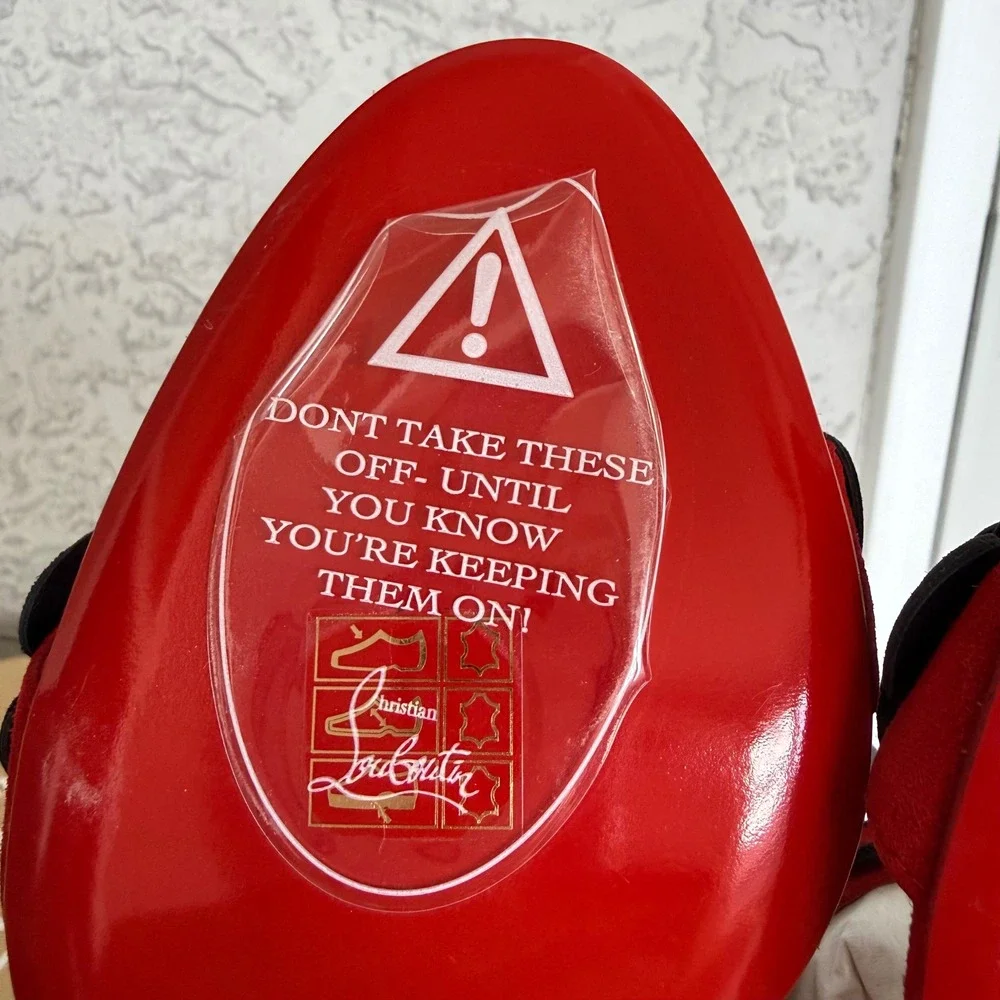 DONT TAKE THESE
OFF- UNTIL
YOU KNOW
YOU'RE KEEPING
THEM ON!
Christian
Louboutin